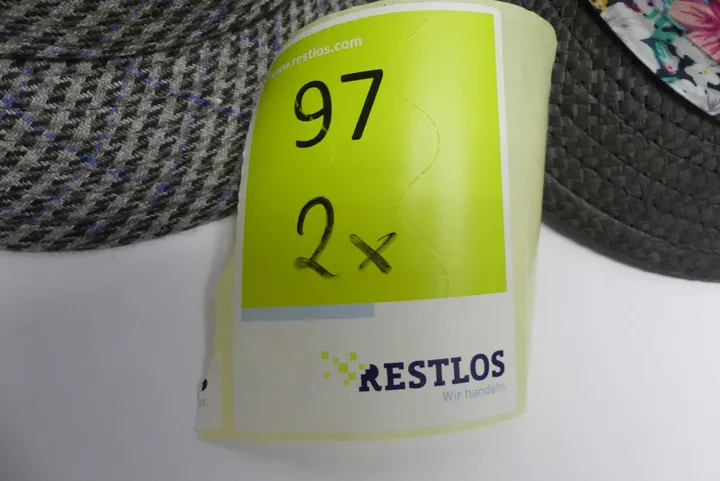 www.restlos.com
97
2x
RESTLOS
Wir handeln.
n.